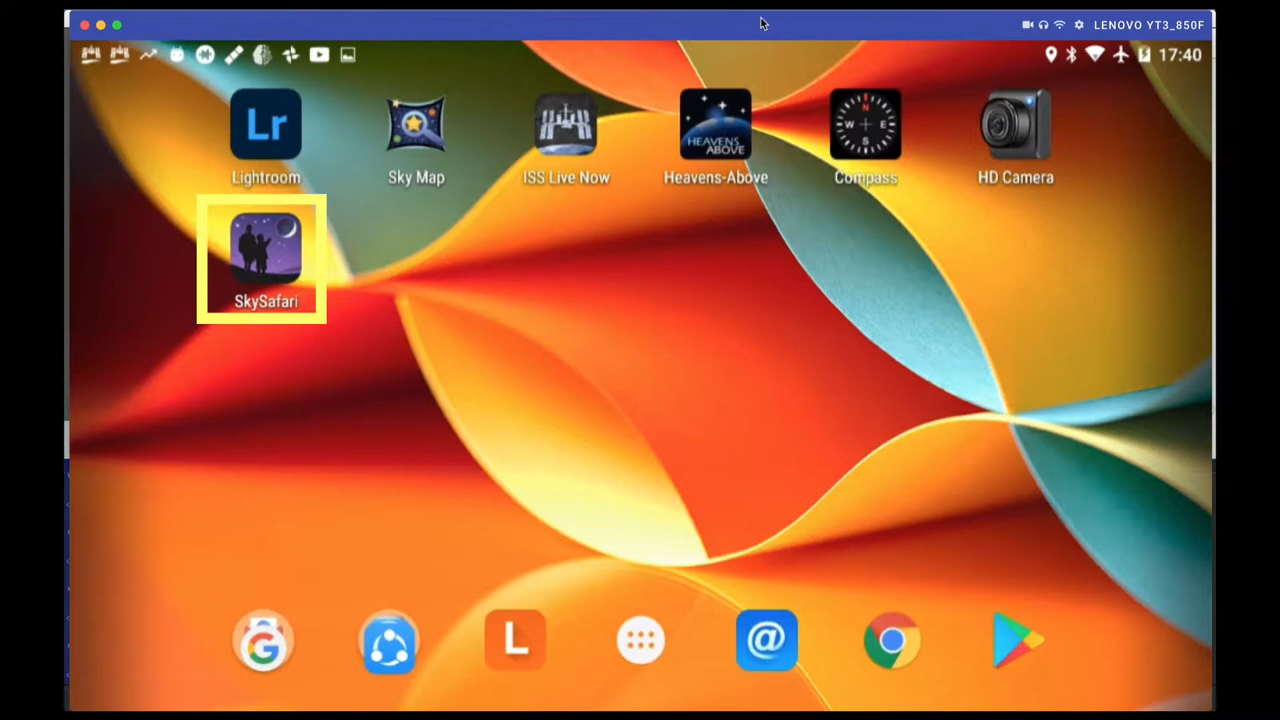 LENOVO YT3_850F
17:40
Lr
N
W E
S
HEAVENS
ABOVE
Lightroom
Sky Map
ISS Live Now
Heavens-Above
Compass
HD Camera
SkySafari
G
L
@